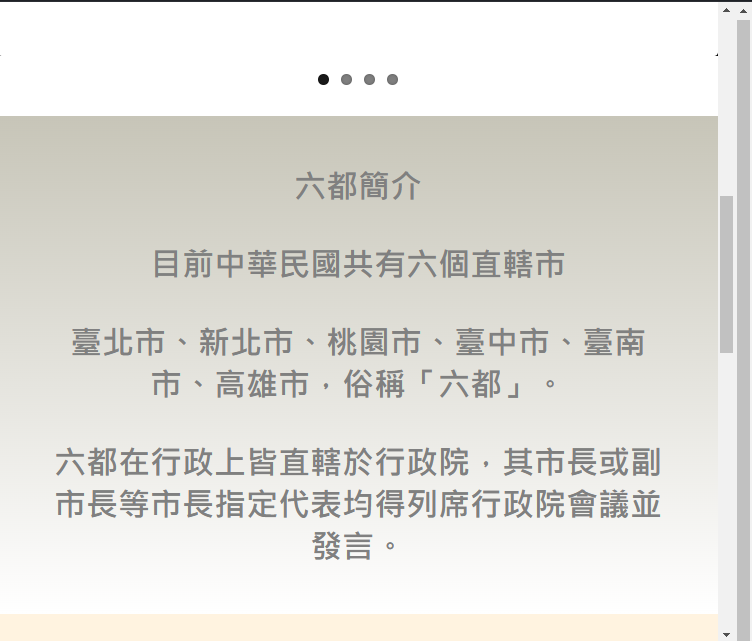 六都簡介
目前中華民國共有六個直轄市
臺北市、新北市、桃園市、臺中市、臺南
市、高雄市，俗稱「六都」。
六都在行政上皆直轄於行政院，其市長或副
市長等市長指定代表均得列席行政院會議並
發言。